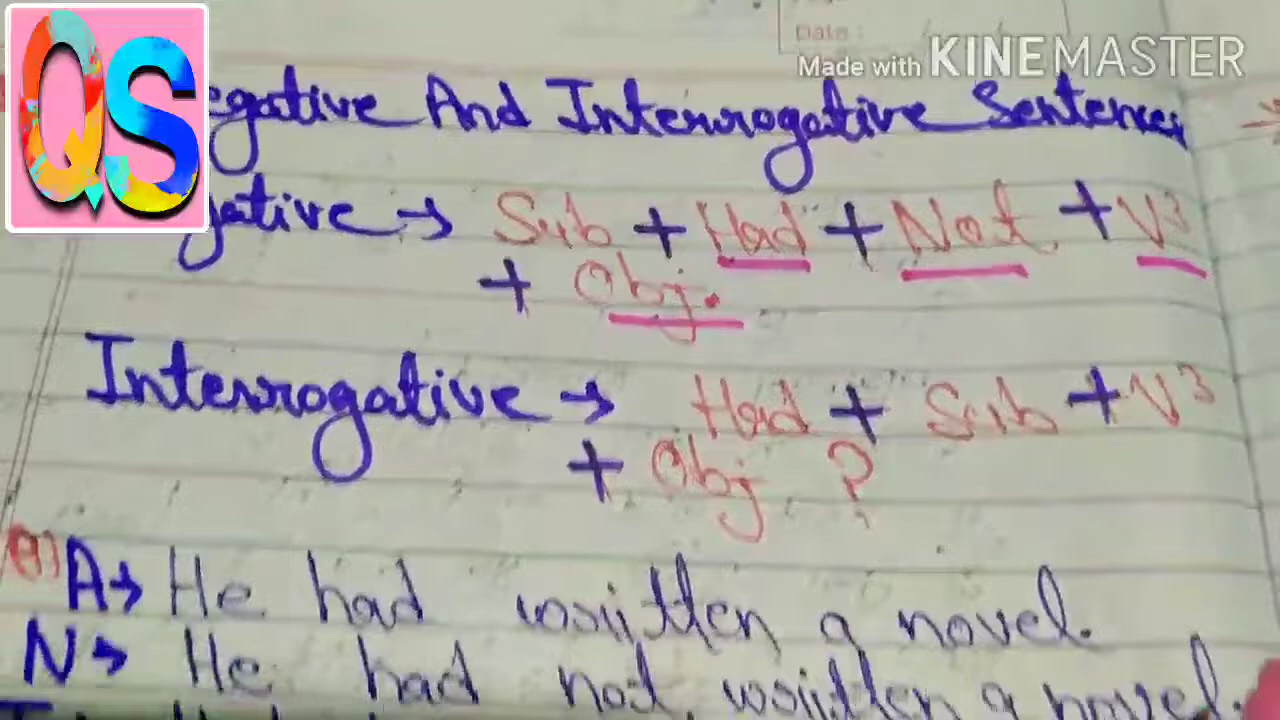 Date :
Made with KINEMASTER
QS
egative And Interrogative Sentences
gative → Sub + Had + Not + V³
+ Obj.
Interrogative → Had + Sub + V³
+ Obj ?
A→ He had written a novel.
N→ He had not written a novel.